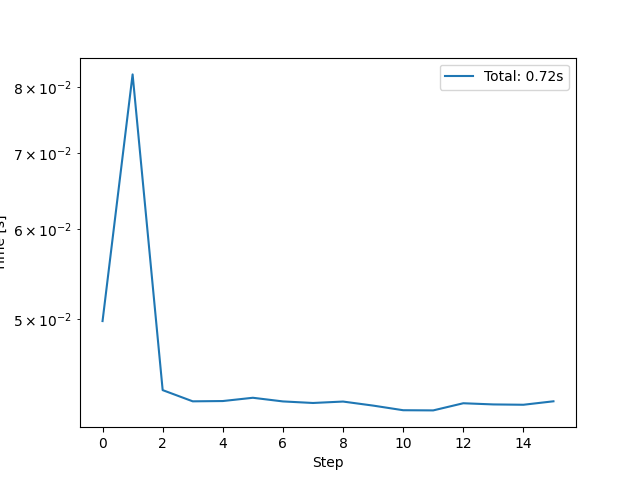 Total: 0.72s
8 × 10⁻²
7 × 10⁻²
6 × 10⁻²
5 × 10⁻²
[s]
0 2 4 6 8 10 12 14
Step